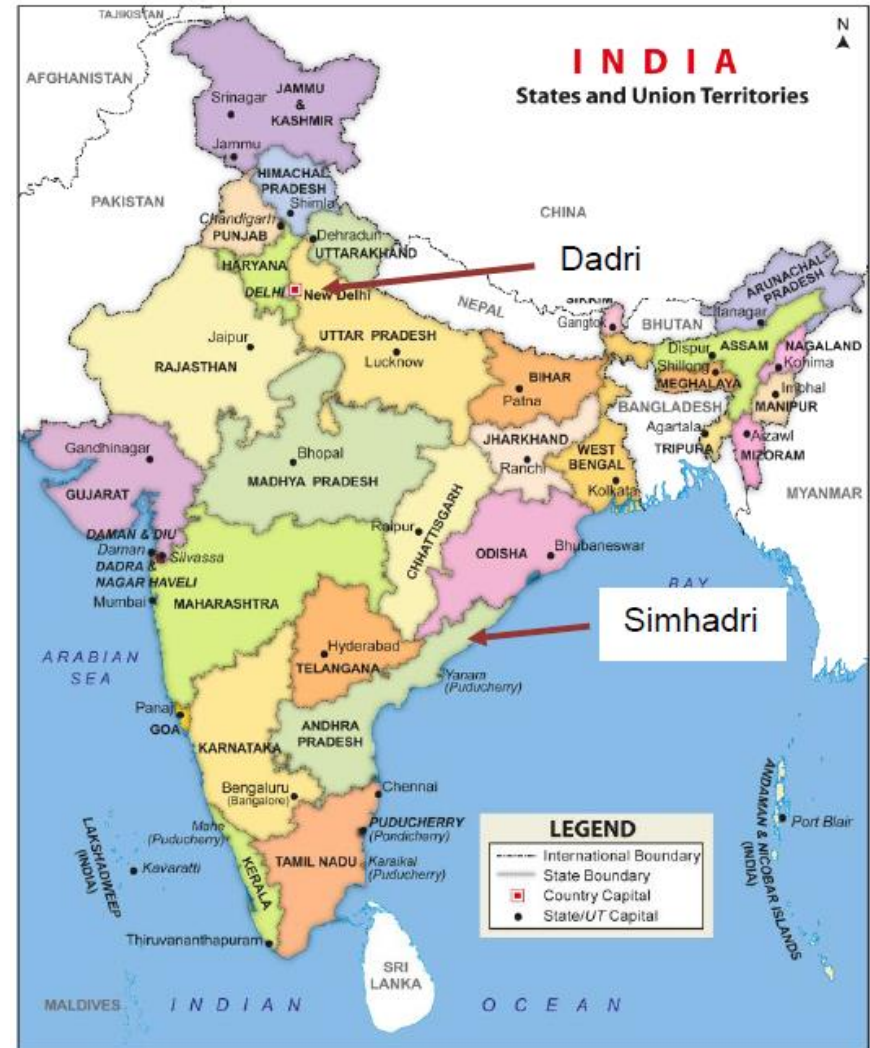 TAJIKISTAN
N
INDIA
States and Union Territories
AFGHANISTAN
JAMMU
&
KASHMIR
Srinagar
Jammu
HIMACHAL
PRADESH
Shimla
PAKISTAN
CHINA
Chandigarh
PUNJAB
Dehradun
UTTARAKHAND
HARYANA
Dadri
DELHI
New Delhi
ARUNACHAL
PRADESH
NEPAL
SIKKIM
Gangtok
BHUTAN
Itanagar
Jaipur
UTTAR PRADESH
Lucknow
RAJASTHAN
Dispur
ASSAM
NAGALAND
Shillong
Kohima
MEGHALAYA
BIHAR
Patna
Imphal
MANIPUR
BANGLADESH
Gandhinagar
Bhopal
MADHYA PRADESH
JHARKHAND
Ranchi
WEST
BENGAL
Kolkata
Agartala
TRIPURA
Aizawl
MIZORAM
GUJARAT
MYANMAR
DAMAN & DIU
Daman
Silvassa
DADRA &
NAGAR HAVELI
Raipur
CHHATTISGARH
ODISHA
Bhubaneswar
Mumbai
MAHARASHTRA
BAY
Simhadri
ARABIAN
SEA
Hyderabad
TELANGANA
Yanam
(Puducherry)
Panaji
GOA
KARNATAKA
ANDHRA
PRADESH
Bengaluru
(Bangalore)
Chennai
Mahe
(Puducherry)
PUDUCHERRY
(Pondicherry)
LAKSHADWEEP
(INDIA)
Kavaratti
KERALA
TAMIL NADU
Karaikal
(Puducherry)
ANDAMAN & NICOBAR ISLANDS
(INDIA)
Port Blair
LEGEND
International Boundary
State Boundary
Country Capital
State/UT Capital
Thiruvananthapuram
SRI
LANKA
MALDIVES
INDIAN OCEAN